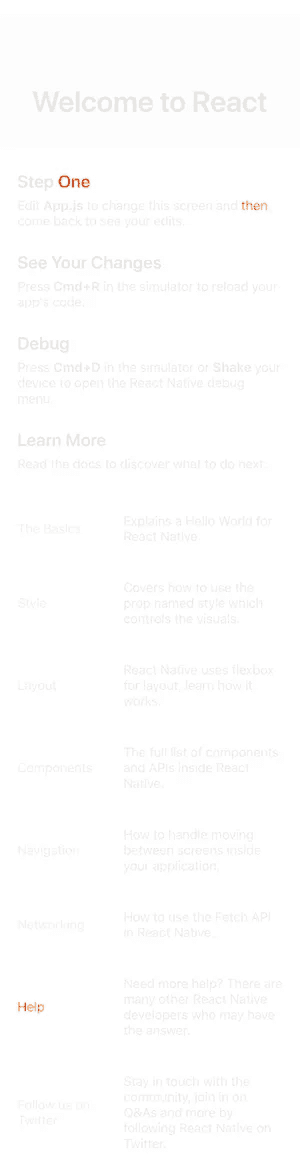 Welcome to React
Step One
Edit App.js to change this screen and then
come back to see your edits.
See Your Changes
Press Cmd+R in the simulator to reload your
app's code.
Debug
Press Cmd+D in the simulator or Shake your
device to open the React Native debug
menu.
Learn More
Read the docs to discover what to do next:
The Basics
Explains a Hello World for
React Native.
Style
Covers how to use the
prop named style which
controls the visuals.
Layout
React Native uses flexbox
for layout, learn how it
works.
Components
The full list of components
and APIs inside React
Native.
Navigation
How to handle moving
between screens inside
your application.
Networking
How to use the Fetch API
in React Native.
Help
Need more help? There are
many other React Native
developers who may have
the answer.
Follow us on
Twitter
Stay in touch with the
community, join in on
Q&As and more by
following React Native on
Twitter.